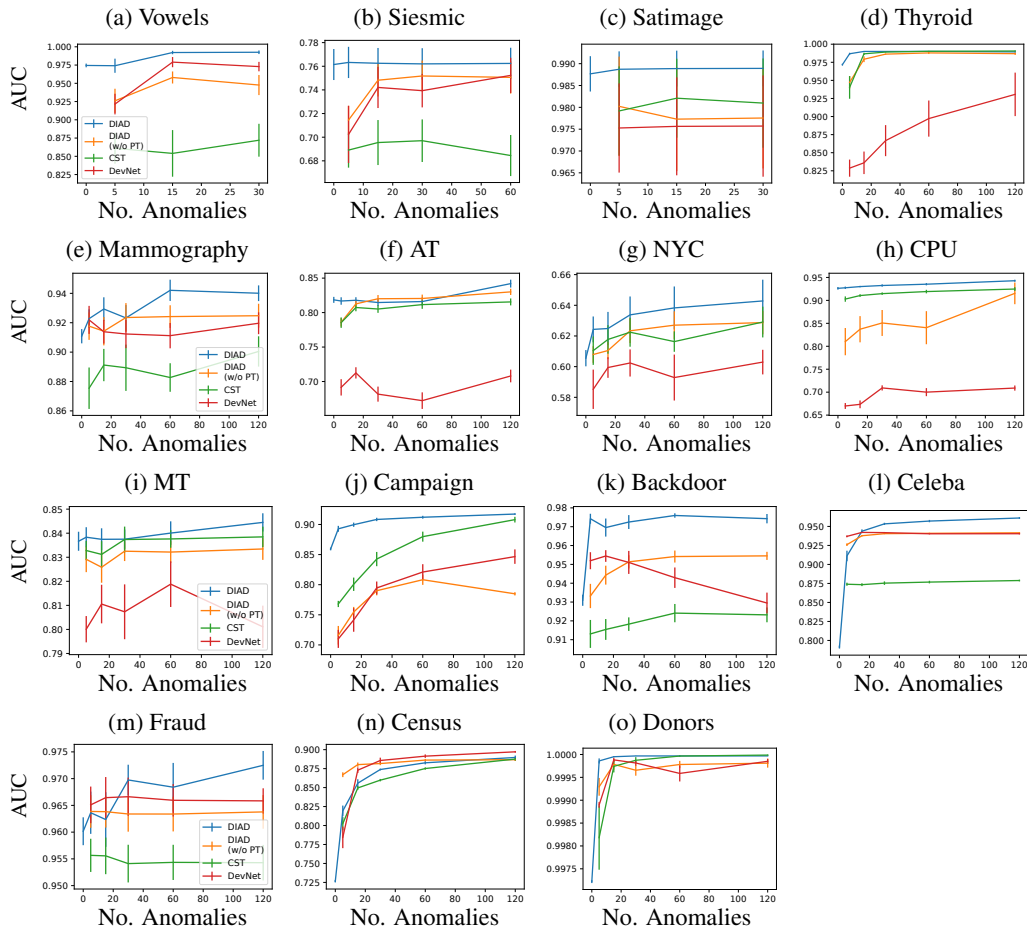 (a) Vowels
(b) Siesmic
(c) Satimage
(d) Thyroid
AUC
1.000
0.975
0.950
0.925
0.900
0.875
0.850
0.825
DIAD
DIAD
(w/o PT)
CST
DevNet
0 5 10 15 20 25 30
No. Anomalies
0.78
0.76
0.74
0.72
0.70
0.68
0 10 20 30 40 50 60
No. Anomalies
0.990
0.985
0.980
0.975
0.970
0.965
0 5 10 15 20 25 30
No. Anomalies
1.000
0.975
0.950
0.925
0.900
0.875
0.850
0.825
0 20 40 60 80 100 120
No. Anomalies
(e) Mammography
(f) AT
(g) NYC
(h) CPU
AUC
0.94
0.92
0.90
0.88
0.86
DIAD
DIAD
(w/o PT)
CST
DevNet
0 20 40 60 80 100 120
No. Anomalies
0.85
0.80
0.75
0.70
0 20 40 60 80 100 120
No. Anomalies
0.66
0.64
0.62
0.60
0.58
0 20 40 60 80 100 120
No. Anomalies
0.95
0.90
0.85
0.80
0.75
0.70
0.65
0 20 40 60 80 100 120
No. Anomalies
(i) MT
(j) Campaign
(k) Backdoor
(l) Celeba
AUC
0.85
0.84
0.83
0.82
0.81
0.80
0.79
DIAD
DIAD
(w/o PT)
CST
DevNet
0 20 40 60 80 100 120
No. Anomalies
0.90
0.85
0.80
0.75
0.70
0 20 40 60 80 100 120
No. Anomalies
0.98
0.97
0.96
0.95
0.94
0.93
0.92
0.91
0 20 40 60 80 100 120
No. Anomalies
0.950
0.925
0.900
0.875
0.850
0.825
0.800
0 20 40 60 80 100 120
No. Anomalies
(m) Fraud
(n) Census
(o) Donors
AUC
0.975
0.970
0.965
0.960
0.955
0.950
DIAD
DIAD
(w/o PT)
CST
DevNet
0 20 40 60 80 100 120
No. Anomalies
0.900
0.875
0.850
0.825
0.800
0.775
0.750
0.725
0 20 40 60 80 100 120
No. Anomalies
1.0000
0.9995
0.9990
0.9985
0.9980
0.9975
0 20 40 60 80 100 120
No. Anomalies